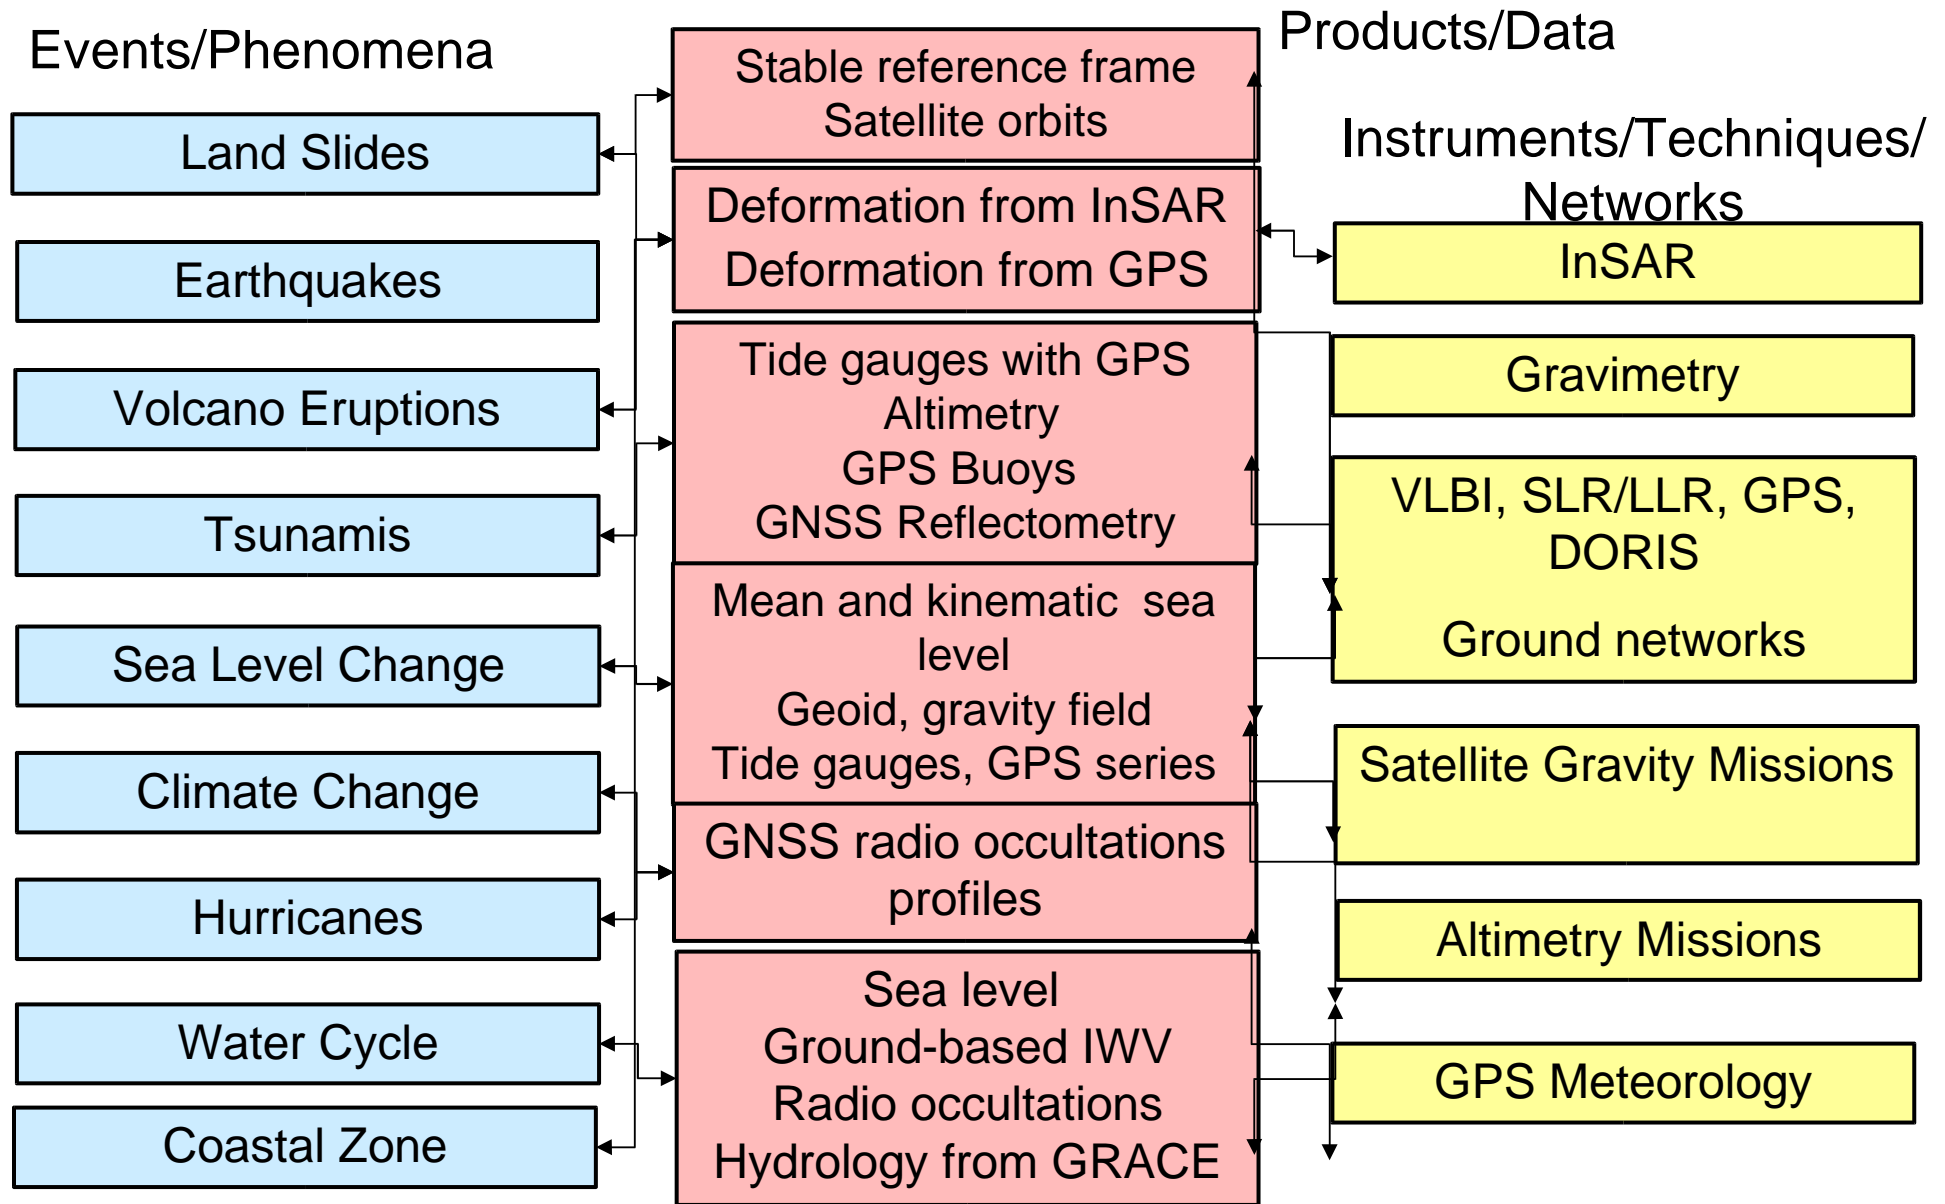 Events/Phenomena
Land Slides
Earthquakes
Volcano Eruptions
Tsunamis
Sea Level Change
Climate Change
Hurricanes
Water Cycle
Coastal Zone
Stable reference frame
Satellite orbits
Deformation from InSAR
Deformation from GPS
Tide gauges with GPS
Altimetry
GPS Buoys
GNSS Reflectometry
Mean and kinematic sea
level
Geoid, gravity field
Tide gauges, GPS series
GNSS radio occultations
profiles
Sea level
Ground-based IWV
Radio occultations
Hydrology from GRACE
Products/Data
Instruments/Techniques/
Networks
InSAR
Gravimetry
VLBI, SLR/LLR, GPS,
DORIS
Ground networks
Satellite Gravity Missions
Altimetry Missions
GPS Meteorology